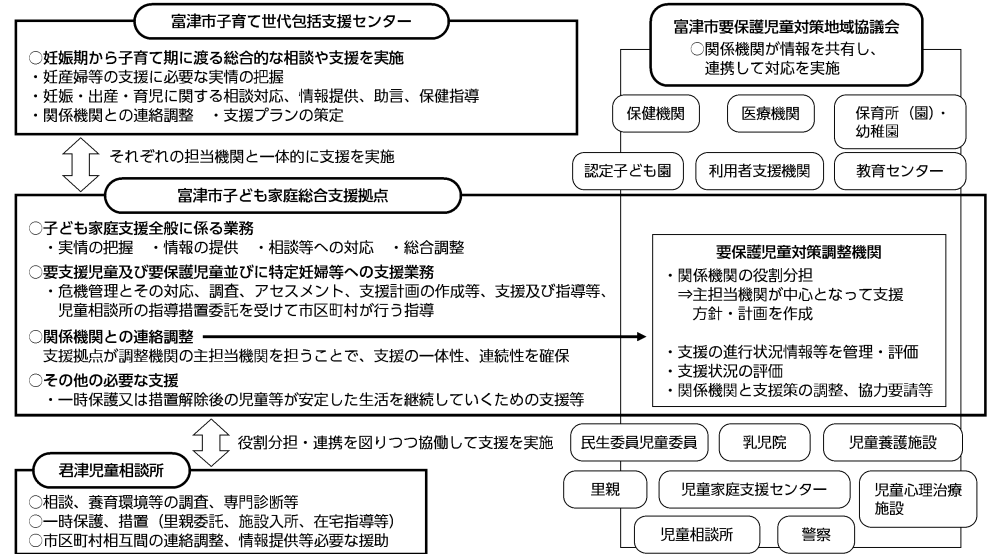 富津市子育て世代包括支援センター
○妊娠期から子育て期に渡る総合的な相談や支援を実施
・妊産婦等の支援に必要な実情の把握
・妊娠・出産・育児に関する相談対応、情報提供、助言、保健指導
・関係機関との連絡調整　・支援プランの策定
それぞれの担当機関と一体的に支援を実施
富津市子ども家庭総合支援拠点
○子ども家庭支援全般に係る業務
・実情の把握　・情報の提供　・相談等への対応　・総合調整
○要支援児童及び要保護児童並びに特定妊婦等への支援業務
・危機管理とその対応、調査、アセスメント、支援計画の作成等、支援及び指導等、
児童相談所の指導措置委託を受けて市区町村が行う指導
○関係機関との連絡調整
支援拠点が調整機関の主担当機関を担うことで、支援の一体性、連続性を確保
○その他の必要な支援
・一時保護又は措置解除後の児童等が安定した生活を継続していくための支援等
役割分担・連携を図りつつ協働して支援を実施
君津児童相談所
○相談、養育環境等の調査、専門診断等
○一時保護、措置（里親委託、施設入所、在宅指導等）
○市区町村相互間の連絡調整、情報提供等必要な援助
富津市要保護児童対策地域協議会
○関係機関が情報を共有し、
連携して対応を実施
保健機関
医療機関
保育所（園）・
幼稚園
認定子ども園
利用者支援機関
教育センター
要保護児童対策調整機関
・関係機関の役割分担
⇒主担当機関が中心となって支援
方針・計画を作成
・支援の進行状況情報等を管理・評価
・支援状況の評価
・関係機関と支援策の調整、協力要請等
民生委員児童委員
乳児院
児童養護施設
里親
児童家庭支援センター
児童心理治療
施設
児童相談所
警察